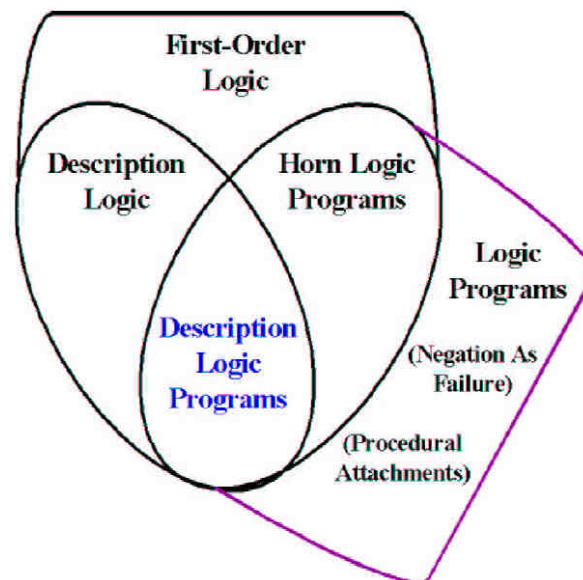 First-Order
Logic
Description
Logic
Horn Logic
Programs
Logic
Programs
Description
Logic
Programs
(Negation As
Failure)
(Procedural
Attachments)